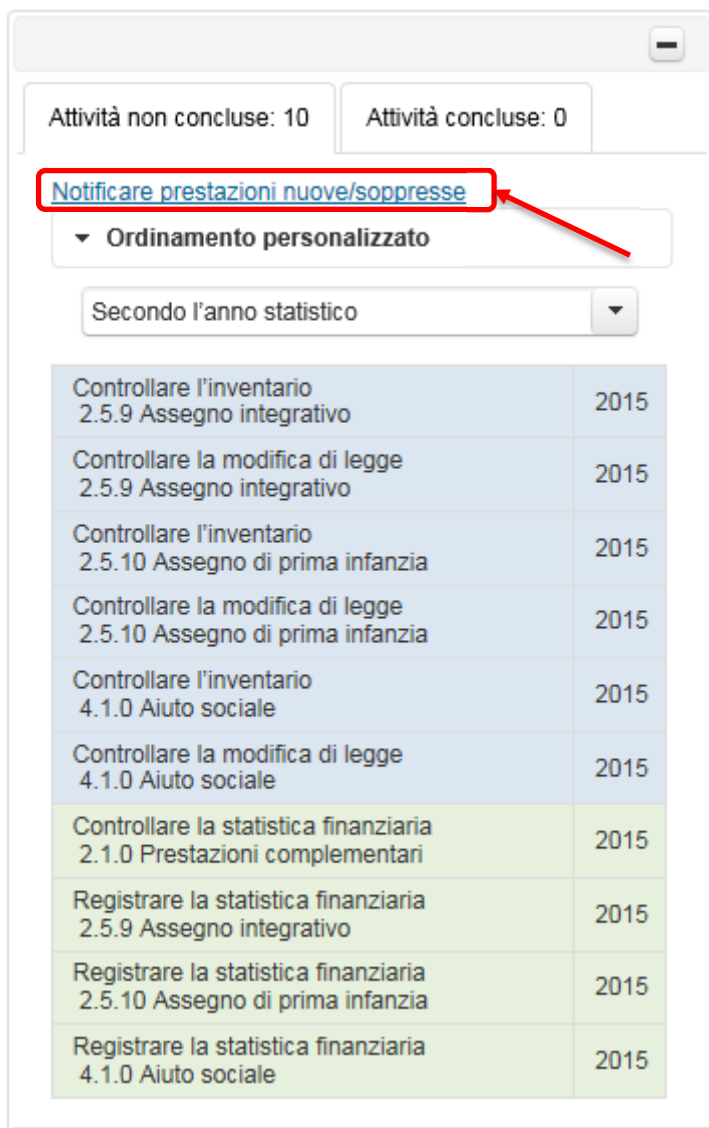 Attività non concluse: 10
Attività concluse: 0
Notificare prestazioni nuove/soppresse
Ordinamento personalizzato
Secondo l'anno statistico
Controllare l'inventario
2.5.9 Assegno integrativo
2015
Controllare la modifica di legge
2.5.9 Assegno integrativo
2015
Controllare l'inventario
2.5.10 Assegno di prima infanzia
2015
Controllare la modifica di legge
2.5.10 Assegno di prima infanzia
2015
Controllare l'inventario
4.1.0 Aiuto sociale
2015
Controllare la modifica di legge
4.1.0 Aiuto sociale
2015
Controllare la statistica finanziaria
2.1.0 Prestazioni complementari
2015
Registrare la statistica finanziaria
2.5.9 Assegno integrativo
2015
Registrare la statistica finanziaria
2.5.10 Assegno di prima infanzia
2015
Registrare la statistica finanziaria
4.1.0 Aiuto sociale
2015